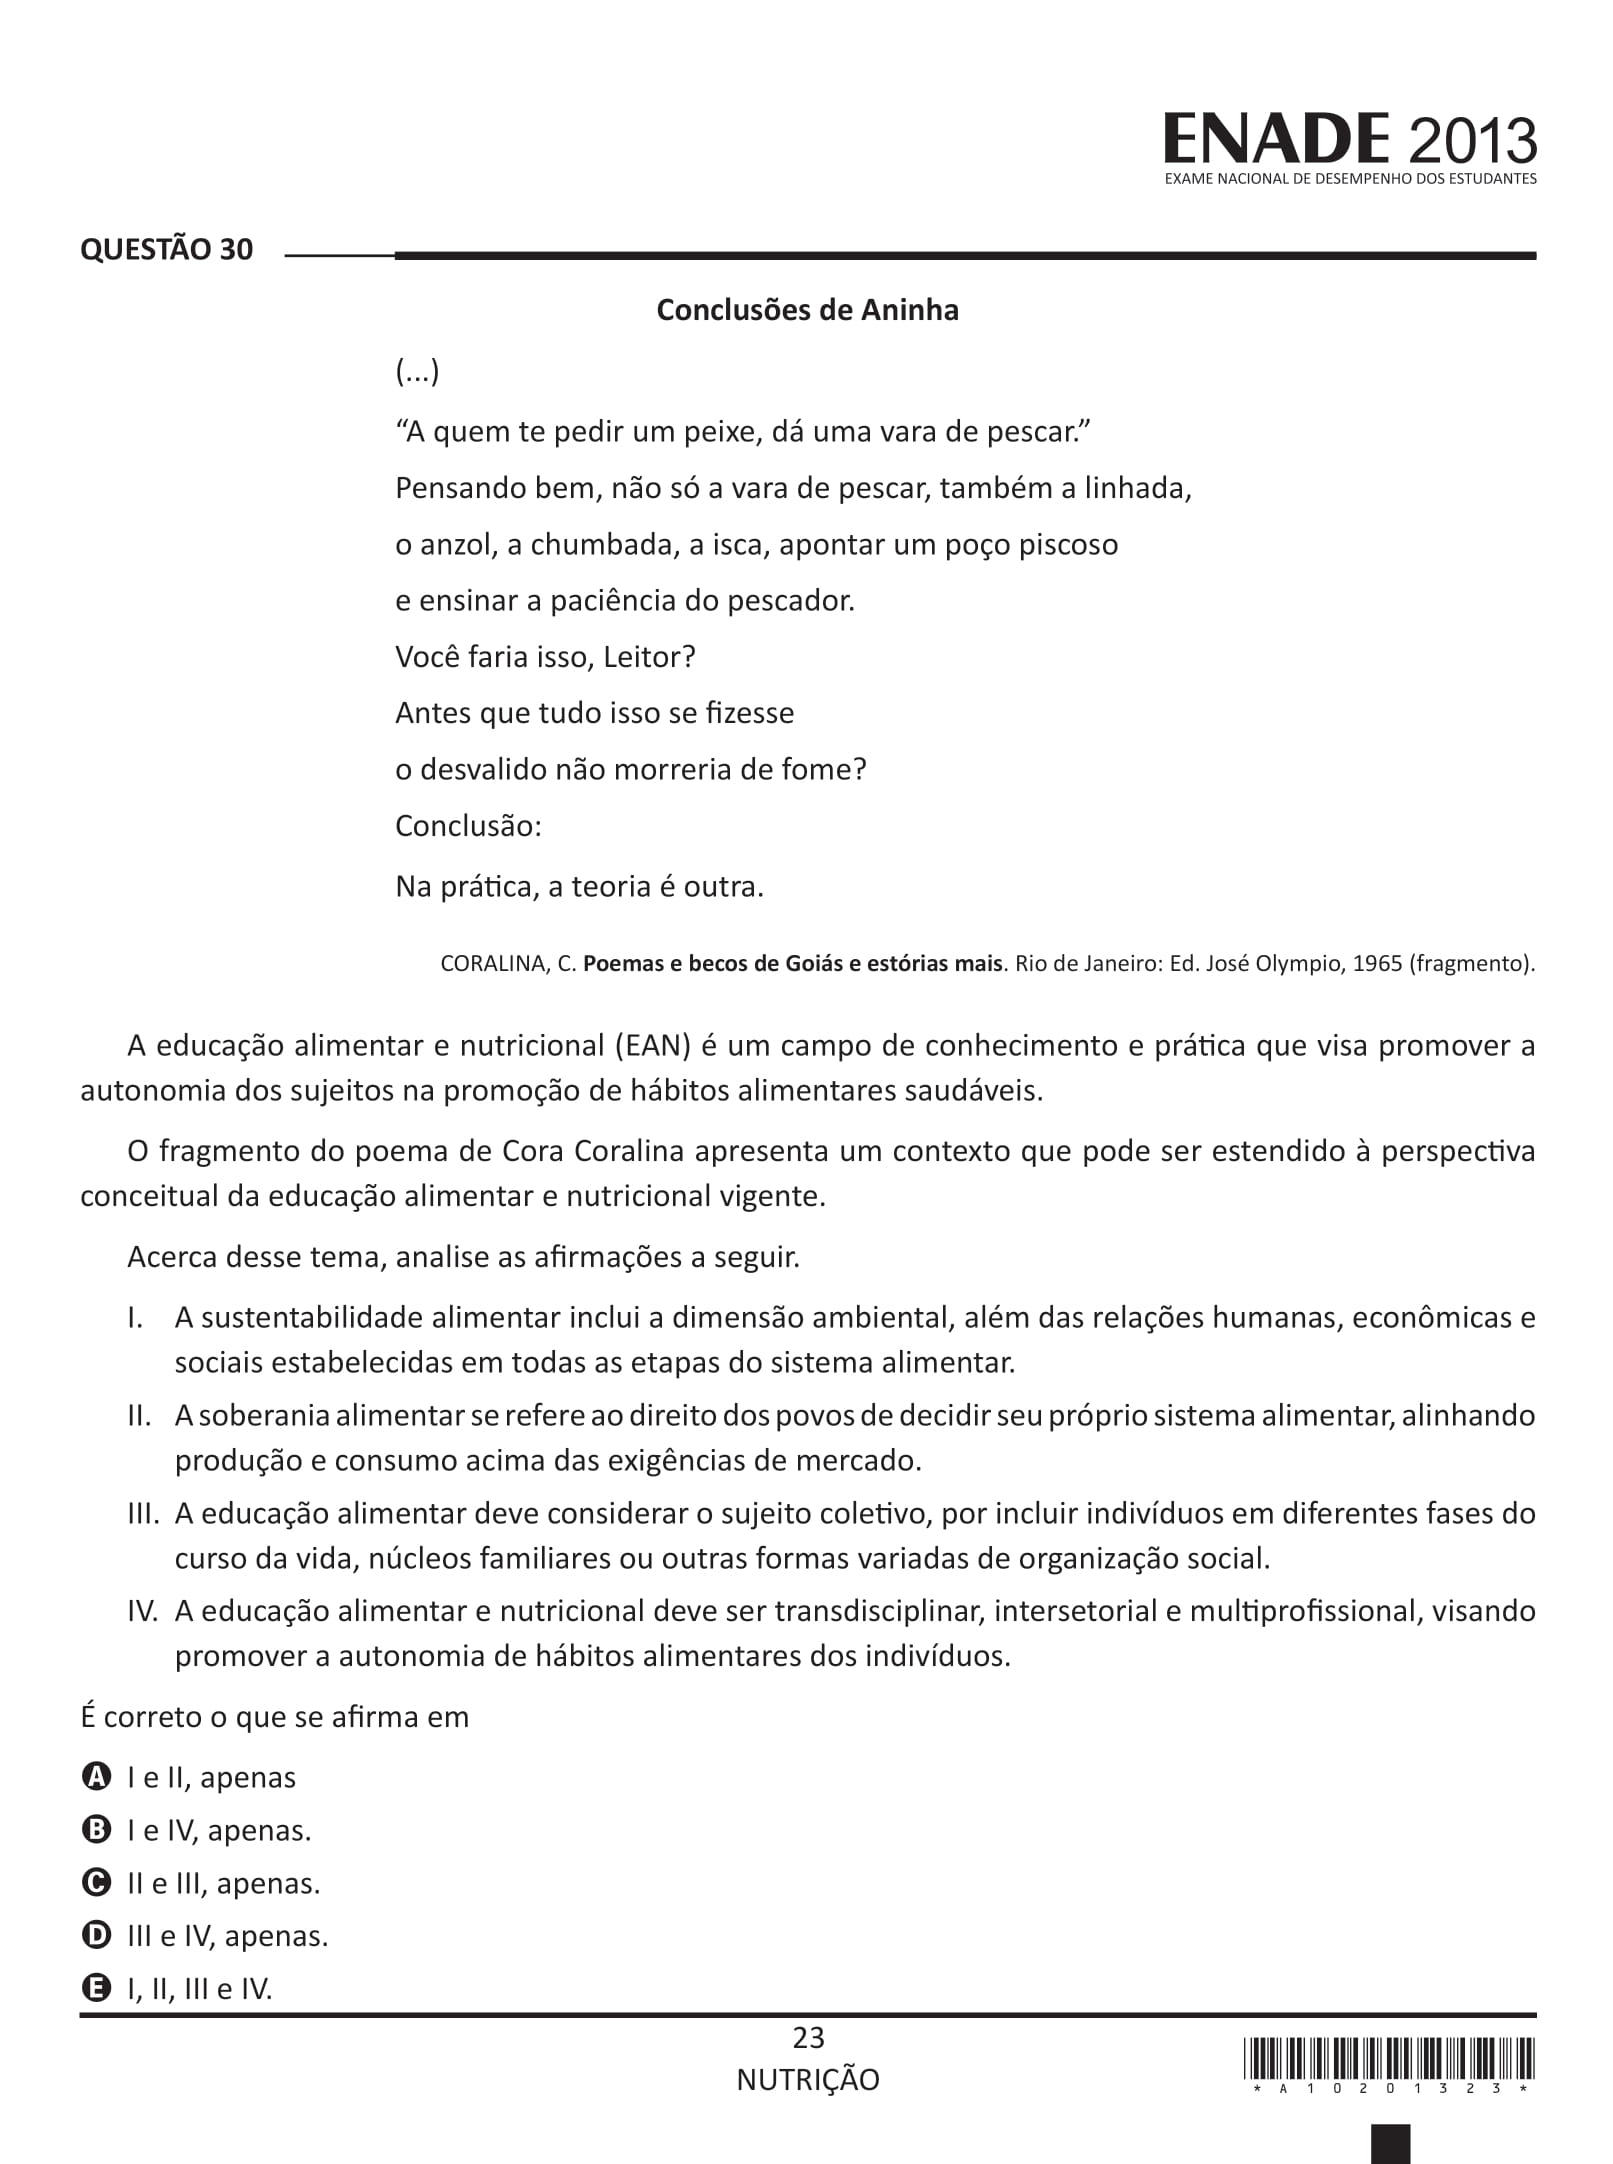 ENADE 2013
EXAME NACIONAL DE DESEMPENHO DOS ESTUDANTES
QUESTÃO 30
Conclusões de Aninha
(...)
“A quem te pedir um peixe, dá uma vara de pescar.”
Pensando bem, não só a vara de pescar, também a linhada,
o anzol, a chumbada, a isca, apontar um poço piscoso
e ensinar a paciência do pescador.
Você faria isso, Leitor?
Antes que tudo isso se fizesse
o desvalido não morreria de fome?
Conclusão:
Na prática, a teoria é outra.
CORALINA, C. Poemas e becos de Goiás e estórias mais. Rio de Janeiro: Ed. José Olympio, 1965 (fragmento).
A educação alimentar e nutricional (EAN) é um campo de conhecimento e prática que visa promover a
autonomia dos sujeitos na promoção de hábitos alimentares saudáveis.
O fragmento do poema de Cora Coralina apresenta um contexto que pode ser estendido à perspectiva
conceitual da educação alimentar e nutricional vigente.
Acerca desse tema, analise as afirmações a seguir.
I. A sustentabilidade alimentar inclui a dimensão ambiental, além das relações humanas, econômicas e
sociais estabelecidas em todas as etapas do sistema alimentar.
II. A soberania alimentar se refere ao direito dos povos de decidir seu próprio sistema alimentar, alinhando
produção e consumo acima das exigências de mercado.
III. A educação alimentar deve considerar o sujeito coletivo, por incluir indivíduos em diferentes fases do
curso da vida, núcleos familiares ou outras formas variadas de organização social.
IV. A educação alimentar e nutricional deve ser transdisciplinar, intersetorial e multiprofissional, visando
promover a autonomia de hábitos alimentares dos indivíduos.
É correto o que se afirma em
A I e II, apenas
B I e IV, apenas.
C II e III, apenas.
D III e IV, apenas.
E I, II, III e IV.
23
NUTRIÇÃO
* A 1 0 2 0 1 3 2 3 *